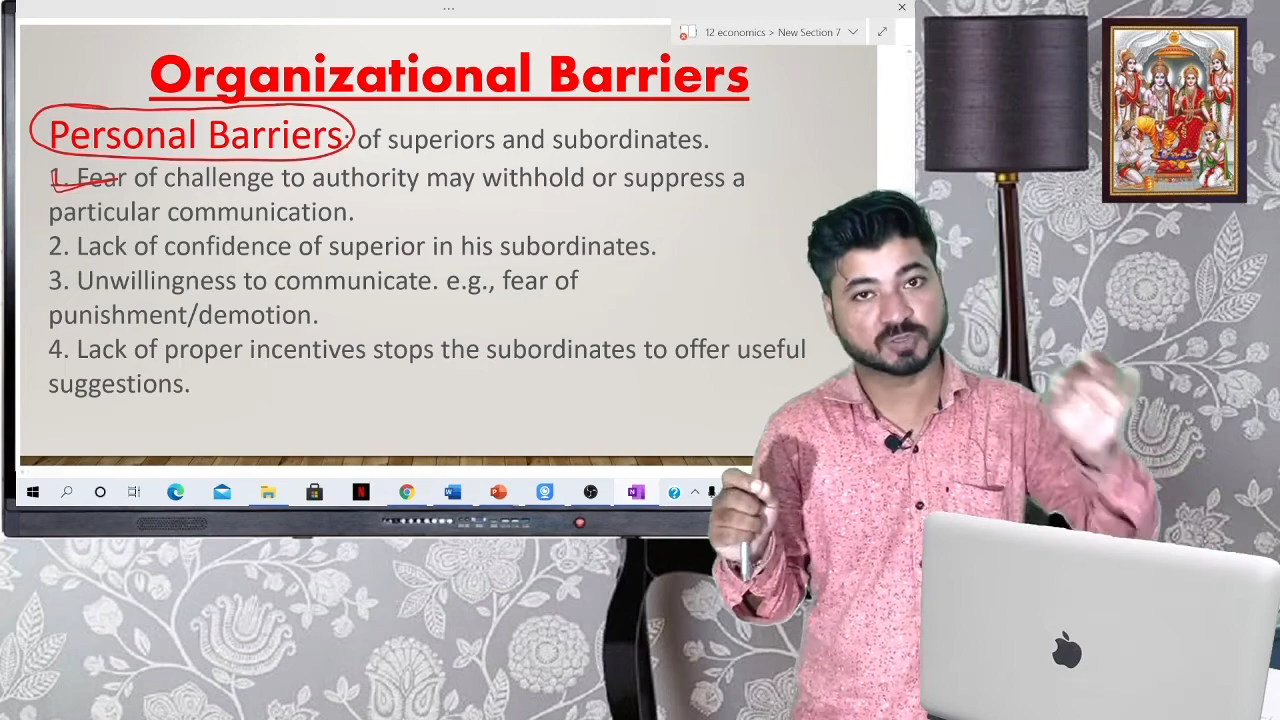 ...
12 economics > New Section 7
Organizational Barriers
Personal Barriers: of superiors and subordinates.
1. Fear of challenge to authority may withhold or suppress a
particular communication.
2. Lack of confidence of superior in his subordinates.
3. Unwillingness to communicate. e.g., fear of
punishment/demotion.
4. Lack of proper incentives stops the subordinates to offer useful
suggestions.